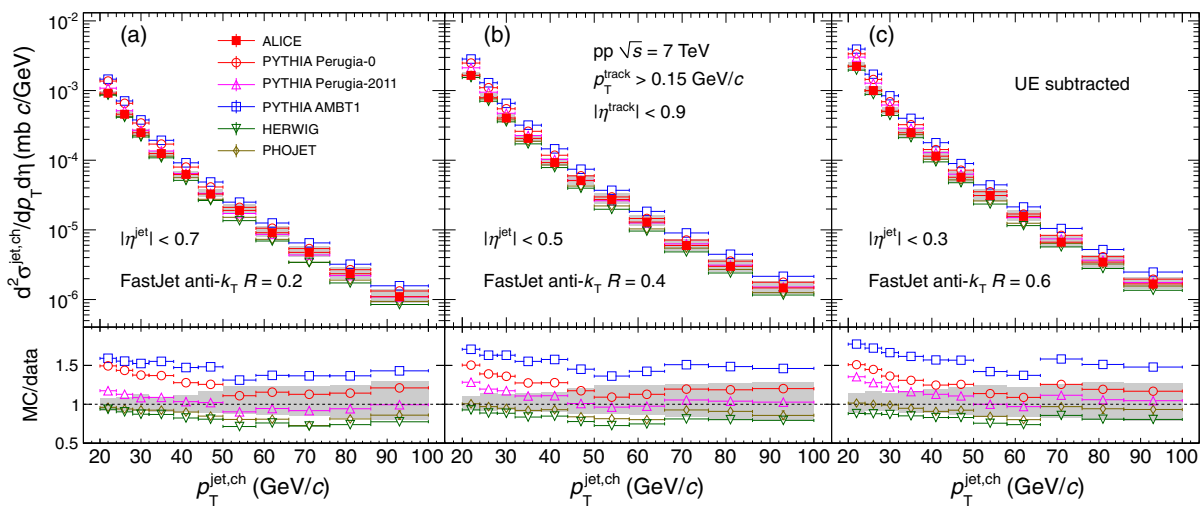 (a)
ALICE
PYTHIA Perugia-0
PYTHIA Perugia-2011
PYTHIA AMBT1
HERWIG
PHOJET
|η^jet| < 0.7
FastJet anti-k_T R = 0.2
(b)
pp √s = 7 TeV
p_T^track > 0.15 GeV/c
|η^track| < 0.9
|η^jet| < 0.5
FastJet anti-k_T R = 0.4
(c)
UE subtracted
|η^jet| < 0.3
FastJet anti-k_T R = 0.6
d²σ^jet,ch/dp_T dη (mb c/GeV)
10⁻²
10⁻³
10⁻⁴
10⁻⁵
10⁻⁶
MC/data
1.5
1
0.5
20 30 40 50 60 70 80 90 100
20 30 40 50 60 70 80 90 100
20 30 40 50 60 70 80 90 100
p_T^jet,ch (GeV/c)
p_T^jet,ch (GeV/c)
p_T^jet,ch (GeV/c)